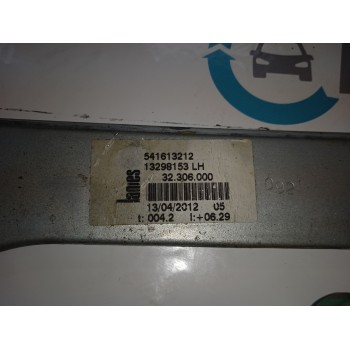 541613212
13298153 LH
32.306.000
13/04/2012 05
t: 004.2 l:+06.29